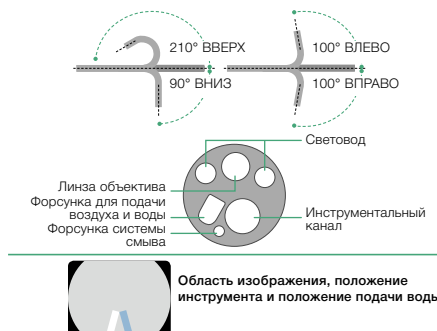 210° ВВЕРХ
100° ВЛЕВО
90° ВНИЗ
100° ВПРАВО
Световод
Линза объектива
Форсунка для подачи
воздуха и воды
Форсунка системы
смыва
Инструментальный
канал
Область изображения, положение
инструмента и положение подачи воды